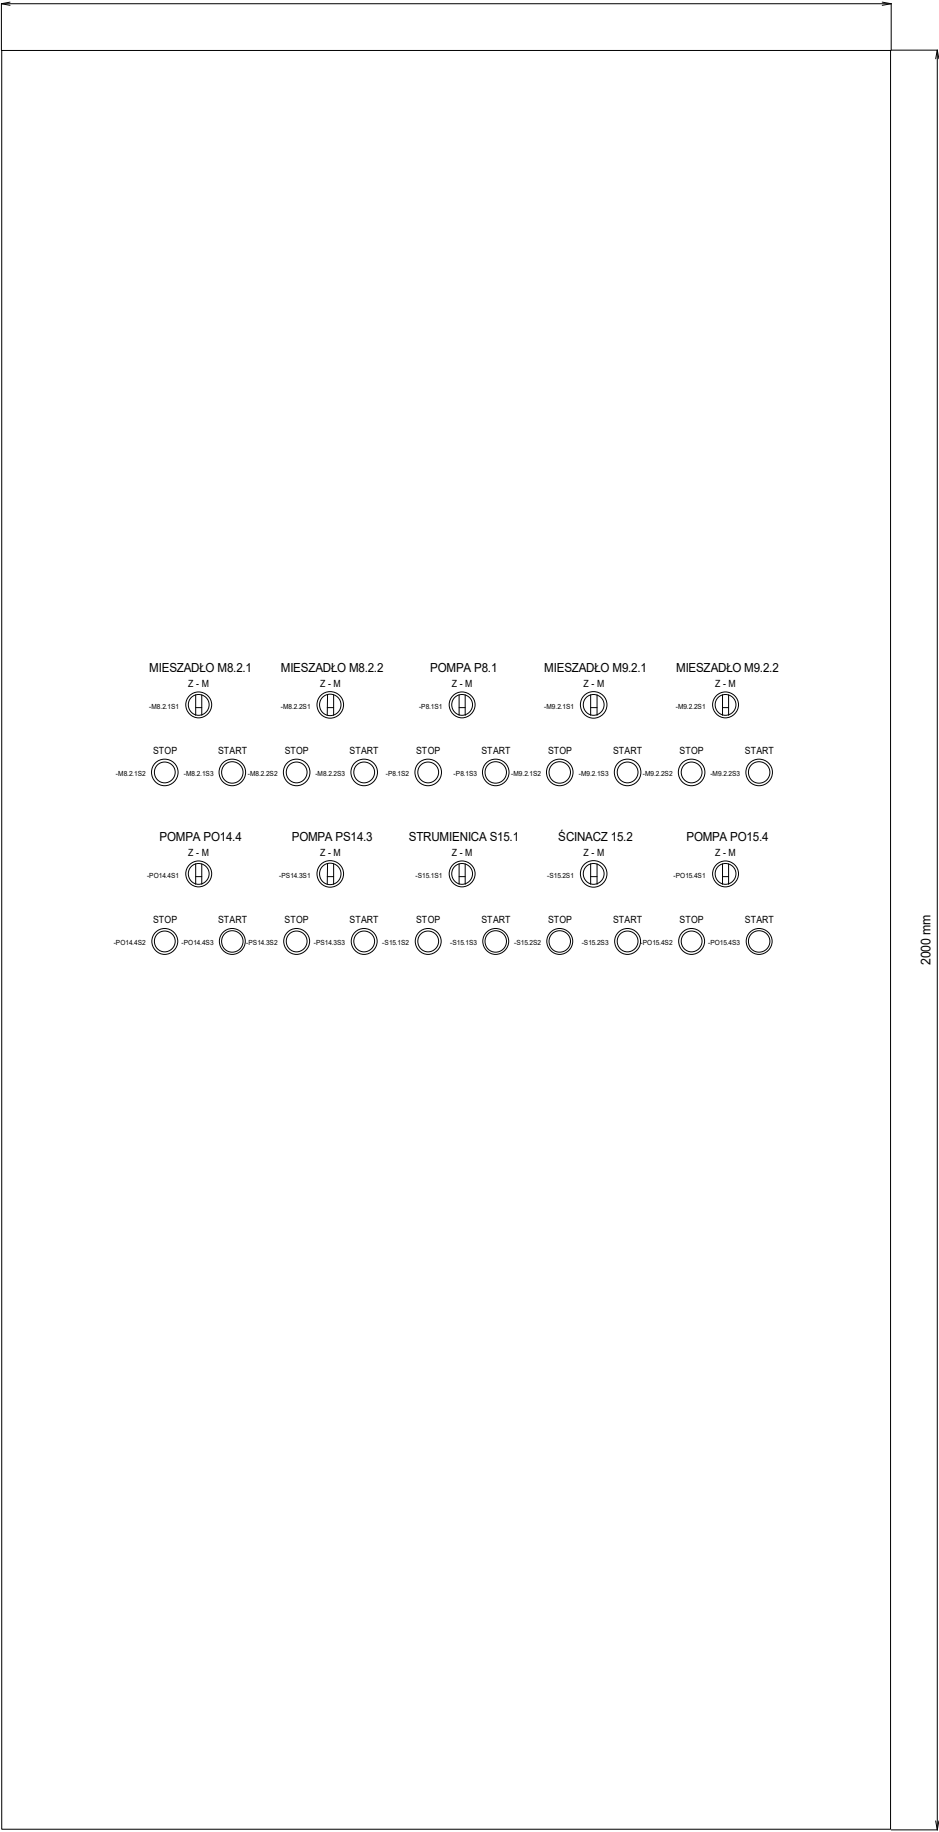 MIESZADŁO M8.2.1 MIESZADŁO M8.2.2 POMPA P8.1 MIESZADŁO M9.2.1 MIESZADŁO M9.2.2
Z - M Z - M Z - M Z - M Z - M
-M8.2.1S1 -M8.2.2S1 -P8.1S1 -M9.2.1S1 -M9.2.2S1
STOP START STOP START STOP START STOP START STOP START
-M8.2.1S2 -M8.2.1S3 -M8.2.2S2 -M8.2.2S3 -P8.1S2 -P8.1S3 -M9.2.1S2 -M9.2.1S3 -M9.2.2S2 -M9.2.2S3
POMPA PO14.4 POMPA PS14.3 STRUMIENICA S15.1 ŚCINACZ 15.2 POMPA PO15.4
Z - M Z - M Z - M Z - M Z - M
-PO14.4S1 -PS14.3S1 -S15.1S1 -S15.2S1 -PO15.4S1
STOP START STOP START STOP START STOP START STOP START
-PO14.4S2 -PO14.4S3 -PS14.3S2 -PS14.3S3 -S15.1S2 -S15.1S3 -S15.2S2 -S15.2S3 -PO15.4S2 -PO15.4S3
2000 mm